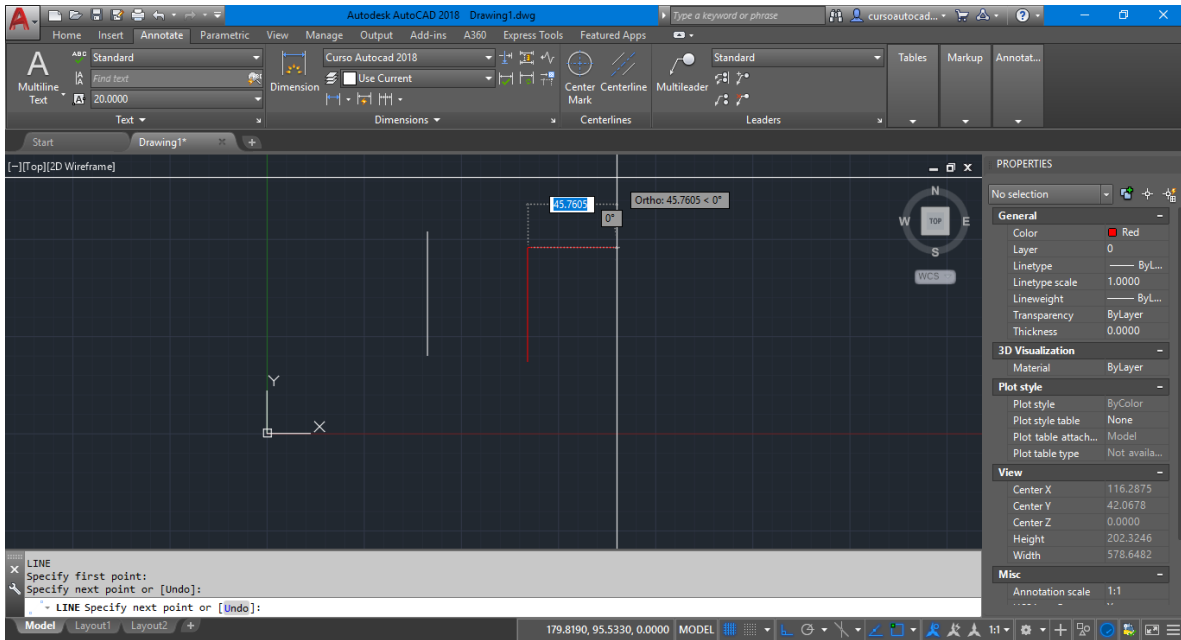 Autodesk AutoCAD 2018 Drawing1.dwg
Type a keyword or phrase
cursoautocad...
Home Insert Annotate Parametric View Manage Output Add-ins A360 Express Tools Featured Apps
A ABC Standard
Find text
20.0000
Multiline Text
Text
Dimension
Curso Autocad 2018
Use Current
Dimensions
Center Mark
Centerline
Centerlines
Multileader
Standard
Leaders
Tables
Markup
Annotat...
Start Drawing1*
[−][Top][2D Wireframe]
45.7605
0°
Ortho: 45.7605 < 0°
N
W TOP E
S
WCS
Y
X
PROPERTIES
No selection
General
Color Red
Layer 0
Linetype ByL...
Linetype scale 1.0000
Lineweight ByL...
Transparency ByLayer
Thickness 0.0000
3D Visualization
Material ByLayer
Plot style
Plot style ByColor
Plot style table None
Plot table attach... Model
Plot table type Not availa...
View
Center X 116.2875
Center Y 42.0678
Center Z 0.0000
Height 202.3246
Width 578.6482
Misc
Annotation scale 1:1
LINE
Specify first point:
Specify next point or [Undo]:
LINE Specify next point or [Undo]:
Model Layout1 Layout2 +
179.8190, 95.5330, 0.0000 MODEL 1:1